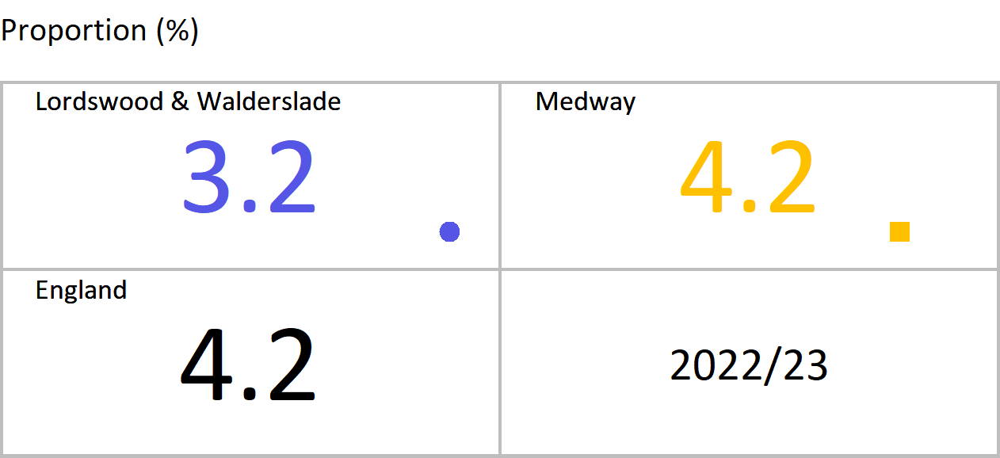 Proportion (%)
Lordswood & Walderslade
3.2
Medway
4.2
England
4.2
2022/23